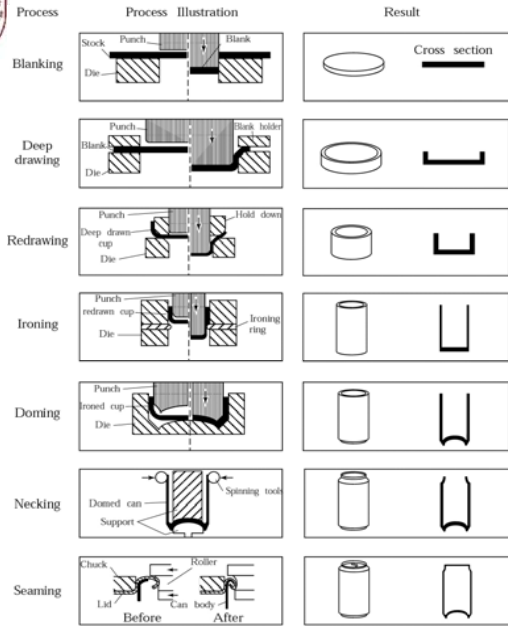 Process Process Illustration Result
Blanking
Stock
Punch
Blank
Die
Cross section
Deep
drawing
Punch
Blank holder
Blank
Die
Redrawing
Punch
Hold down
Deep drawn
cup
Die
Ironing
Punch
redrawn cup
Die
Ironing
ring
Doming
Punch
Ironed cup
Die
Necking
Domed can
Spinning tools
Support
Seaming
Chuck
Roller
Lid
Can
body
Before After